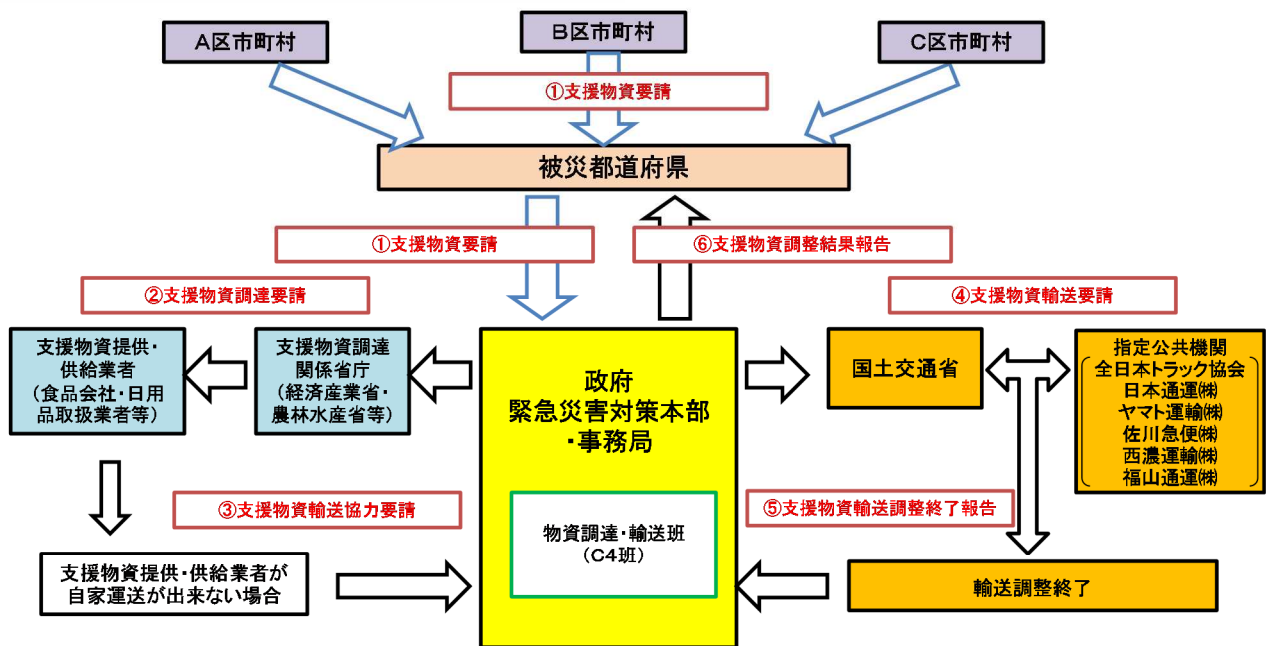 A区市町村
B区市町村
C区市町村
①支援物資要請
被災都道府県
①支援物資要請
⑥支援物資調整結果報告
②支援物資調達要請
④支援物資輸送要請
支援物資提供・
供給業者
(食品会社・日用
品取扱業者等)
支援物資調達
関係省庁
(経済産業省・
農林水産省等)
政府
緊急災害対策本部
・事務局
国土交通省
指定公共機関
全日本トラック協会
日本通運㈱
ヤマト運輸㈱
佐川急便㈱
西濃運輸㈱
福山通運㈱
③支援物資輸送協力要請
物資調達・輸送班
(C4班)
⑤支援物資輸送調整終了報告
支援物資提供・供給業者が
自家運送が出来ない場合
輸送調整終了